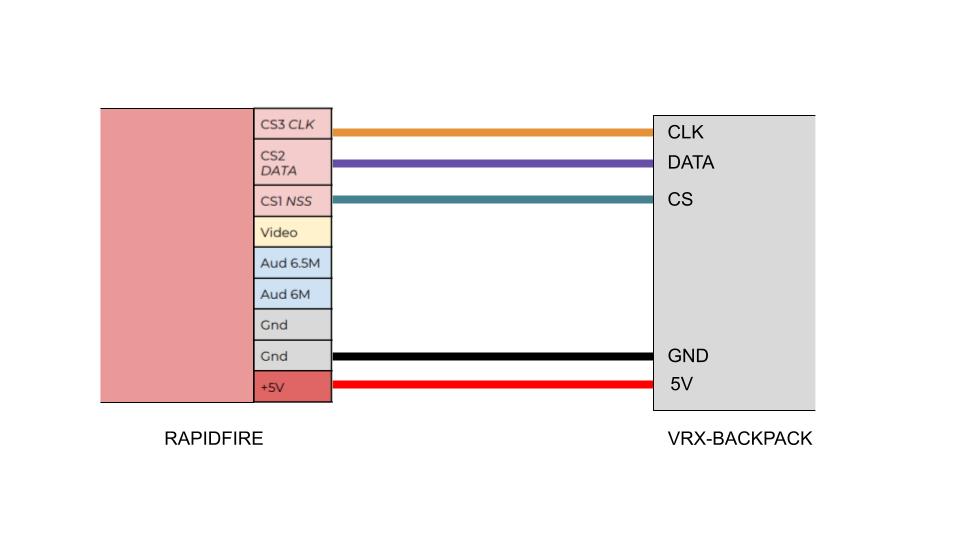 CS3 CLK
CS2
DATA
CS1 NSS
Video
Aud 6.5M
Aud 6M
Gnd
Gnd
+5V
RAPIDFIRE
CLK
DATA
CS
GND
5V
VRX-BACKPACK